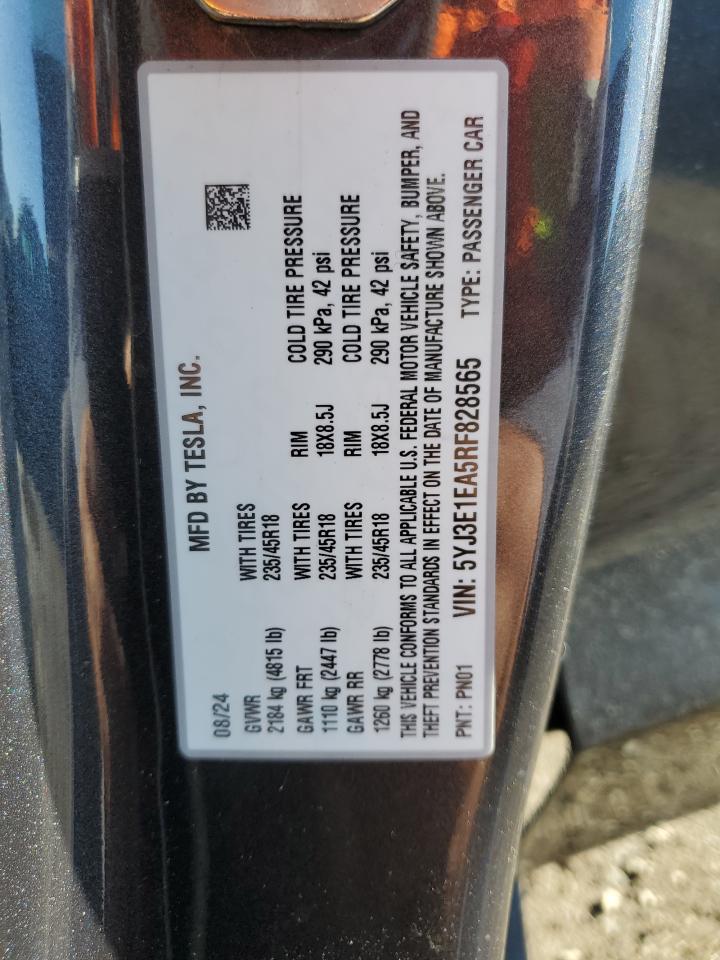 MFD BY TESLA, INC.
08/24
GVWR WITH TIRES
2184 kg (4815 lb) 235/45R18
GAWR FRT WITH TIRES RIM COLD TIRE PRESSURE
1110 kg (2447 lb) 235/45R18 18X8.5J 290 kPa, 42 psi
GAWR RR WITH TIRES RIM COLD TIRE PRESSURE
1260 kg (2778 lb) 235/45R18 18X8.5J 290 kPa, 42 psi
THIS VEHICLE CONFORMS TO ALL APPLICABLE U.S. FEDERAL MOTOR VEHICLE SAFETY, BUMPER, AND
THEFT PREVENTION STANDARDS IN EFFECT ON THE DATE OF MANUFACTURE SHOWN ABOVE.
PNT: PN01 VIN: 5YJ3E1EA5RF828565 TYPE: PASSENGER CAR